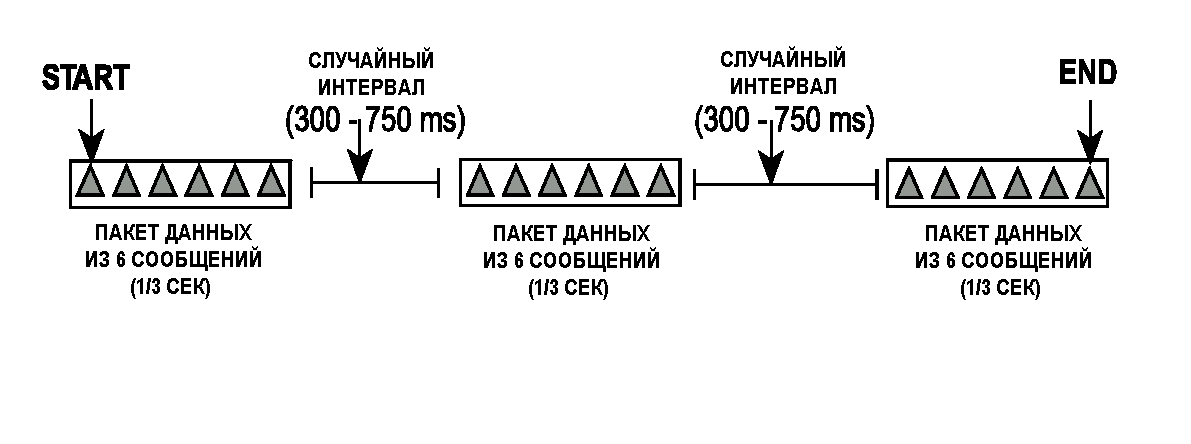 START
СЛУЧАЙНЫЙ
ИНТЕРВАЛ
(300 - 750 ms)
СЛУЧАЙНЫЙ
ИНТЕРВАЛ
(300 - 750 ms)
END
ПАКЕТ ДАННЫХ
ИЗ 6 СООБЩЕНИЙ
(1/3 СЕК)
ПАКЕТ ДАННЫХ
ИЗ 6 СООБЩЕНИЙ
(1/3 СЕК)
ПАКЕТ ДАННЫХ
ИЗ 6 СООБЩЕНИЙ
(1/3 СЕК)